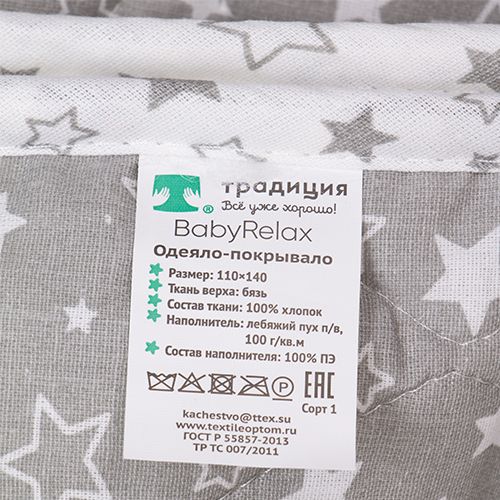 традиция
Всё уже хорошо!
®
BabyRelax
Одеяло-покрывало
Размер: 110×140
Ткань верха: бязь
Состав ткани: 100% хлопок
Наполнитель: лебяжий пух п/в,
100 г/кв.м
Состав наполнителя: 100% ПЭ
P
EAC
Сорт 1
kachestvo@ttex.su
www.textileoptom.ru
ГОСТ Р 55857-2013
ТР ТС 007/2011